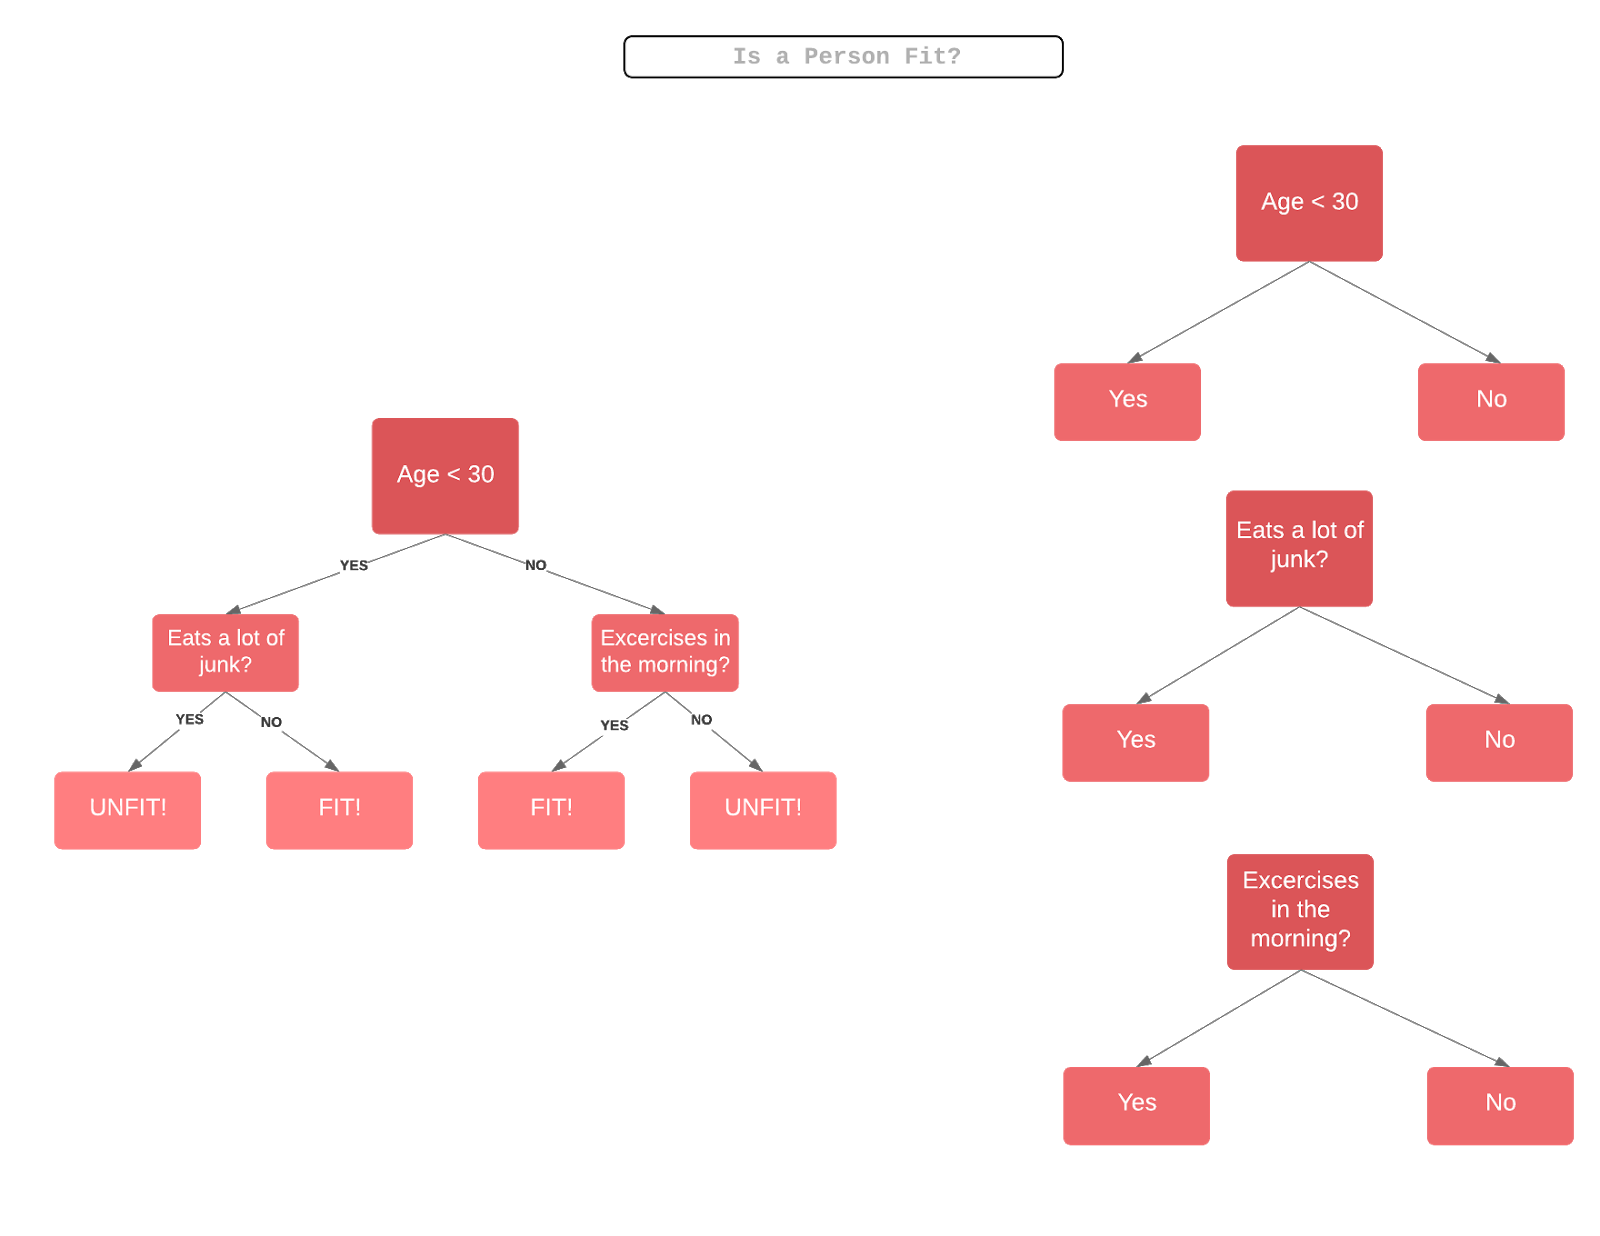 Is a Person Fit?
Age < 30
YES
NO
Eats a lot of
junk?
Excercises in
the morning?
YES
NO
YES
NO
UNFIT!
FIT!
FIT!
UNFIT!
Age < 30
Yes
No
Eats a lot of
junk?
Yes
No
Excercises
in the
morning?
Yes
No